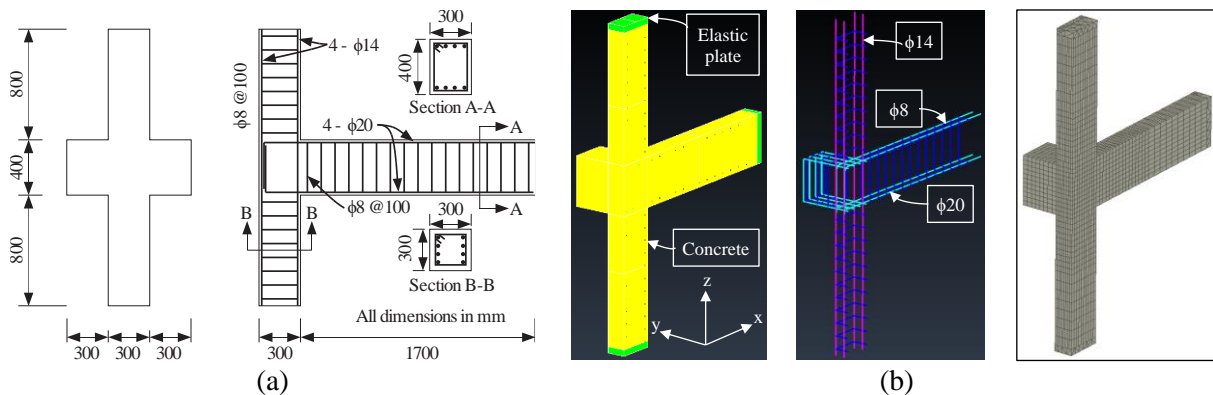 800
400
800
300
300
300
(a)
ϕ8 @100
4 - ϕ14
300
400
Section A-A
4 - ϕ20
A
A
ϕ8 @100
B
B
300
300
Section B-B
All dimensions in mm
300
1700
Elastic plate
Concrete
z
y
x
ϕ14
ϕ8
ϕ20
(b)